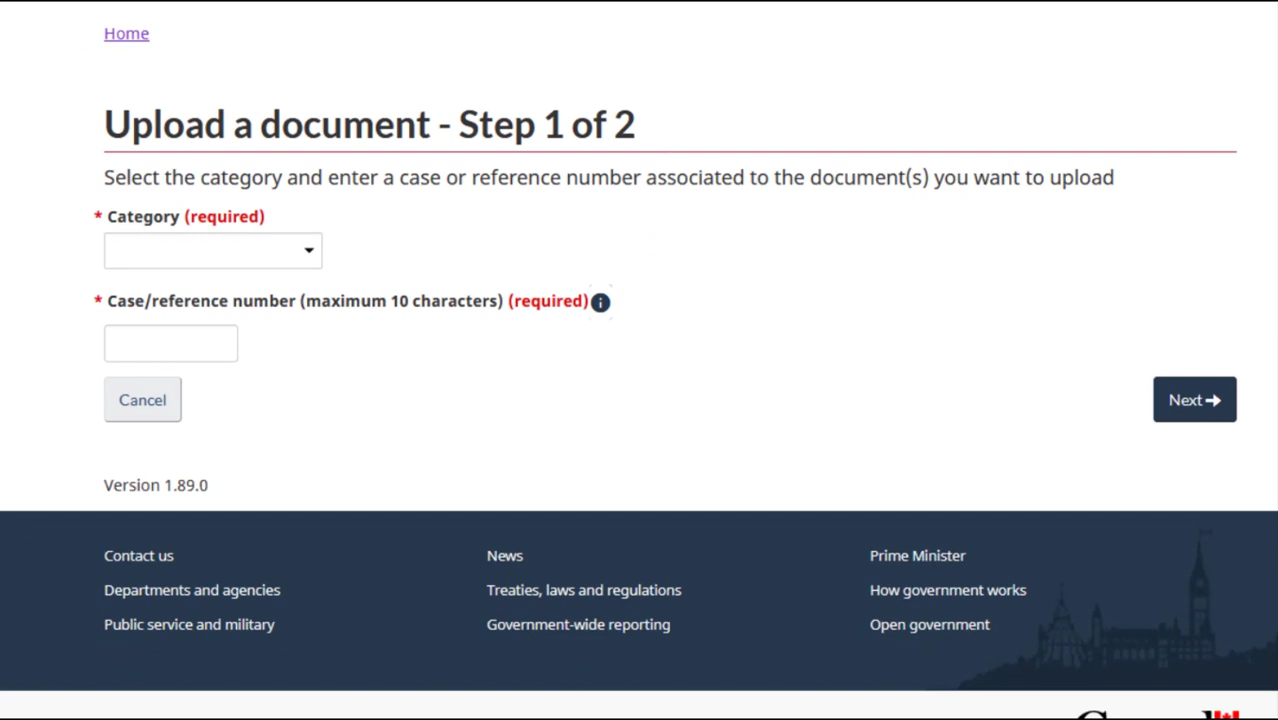 Home
Upload a document - Step 1 of 2
Select the category and enter a case or reference number associated to the document(s) you want to upload
* Category (required)
* Case/reference number (maximum 10 characters) (required)
Cancel
Next
Version 1.89.0
Contact us
News
Prime Minister
Departments and agencies
Treaties, laws and regulations
How government works
Public service and military
Government-wide reporting
Open government